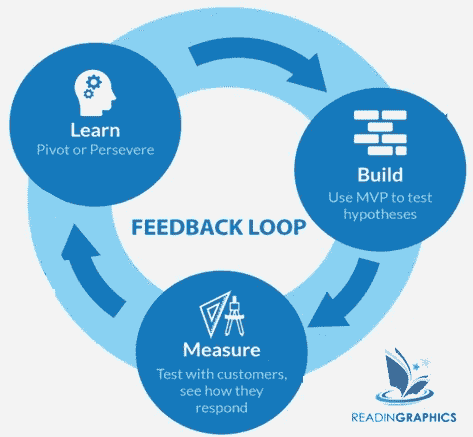 Learn
Pivot or Persevere
Build
Use MVP to test
hypotheses
FEEDBACK LOOP
Measure
Test with customers,
see how they
respond
READINGRAPHICS